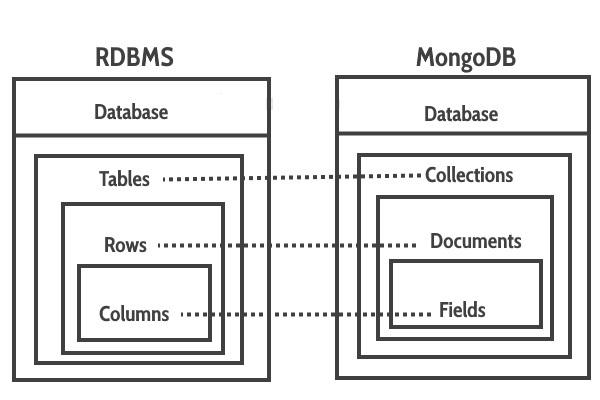 RDBMS
MongoDB
Database
Database
Tables
Collections
Rows
Documents
Columns
Fields